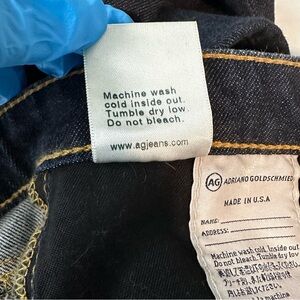 Machine wash
cold inside out.
Tumble dry low.
Do not bleach.
www.agjeans.com
AG ADRIANO GOLDSCHMIED
MADE IN U.S.A
NAME:
ADDRESS:
Machine wash cold, inside out.
Do not bleach. Tumble dry low.